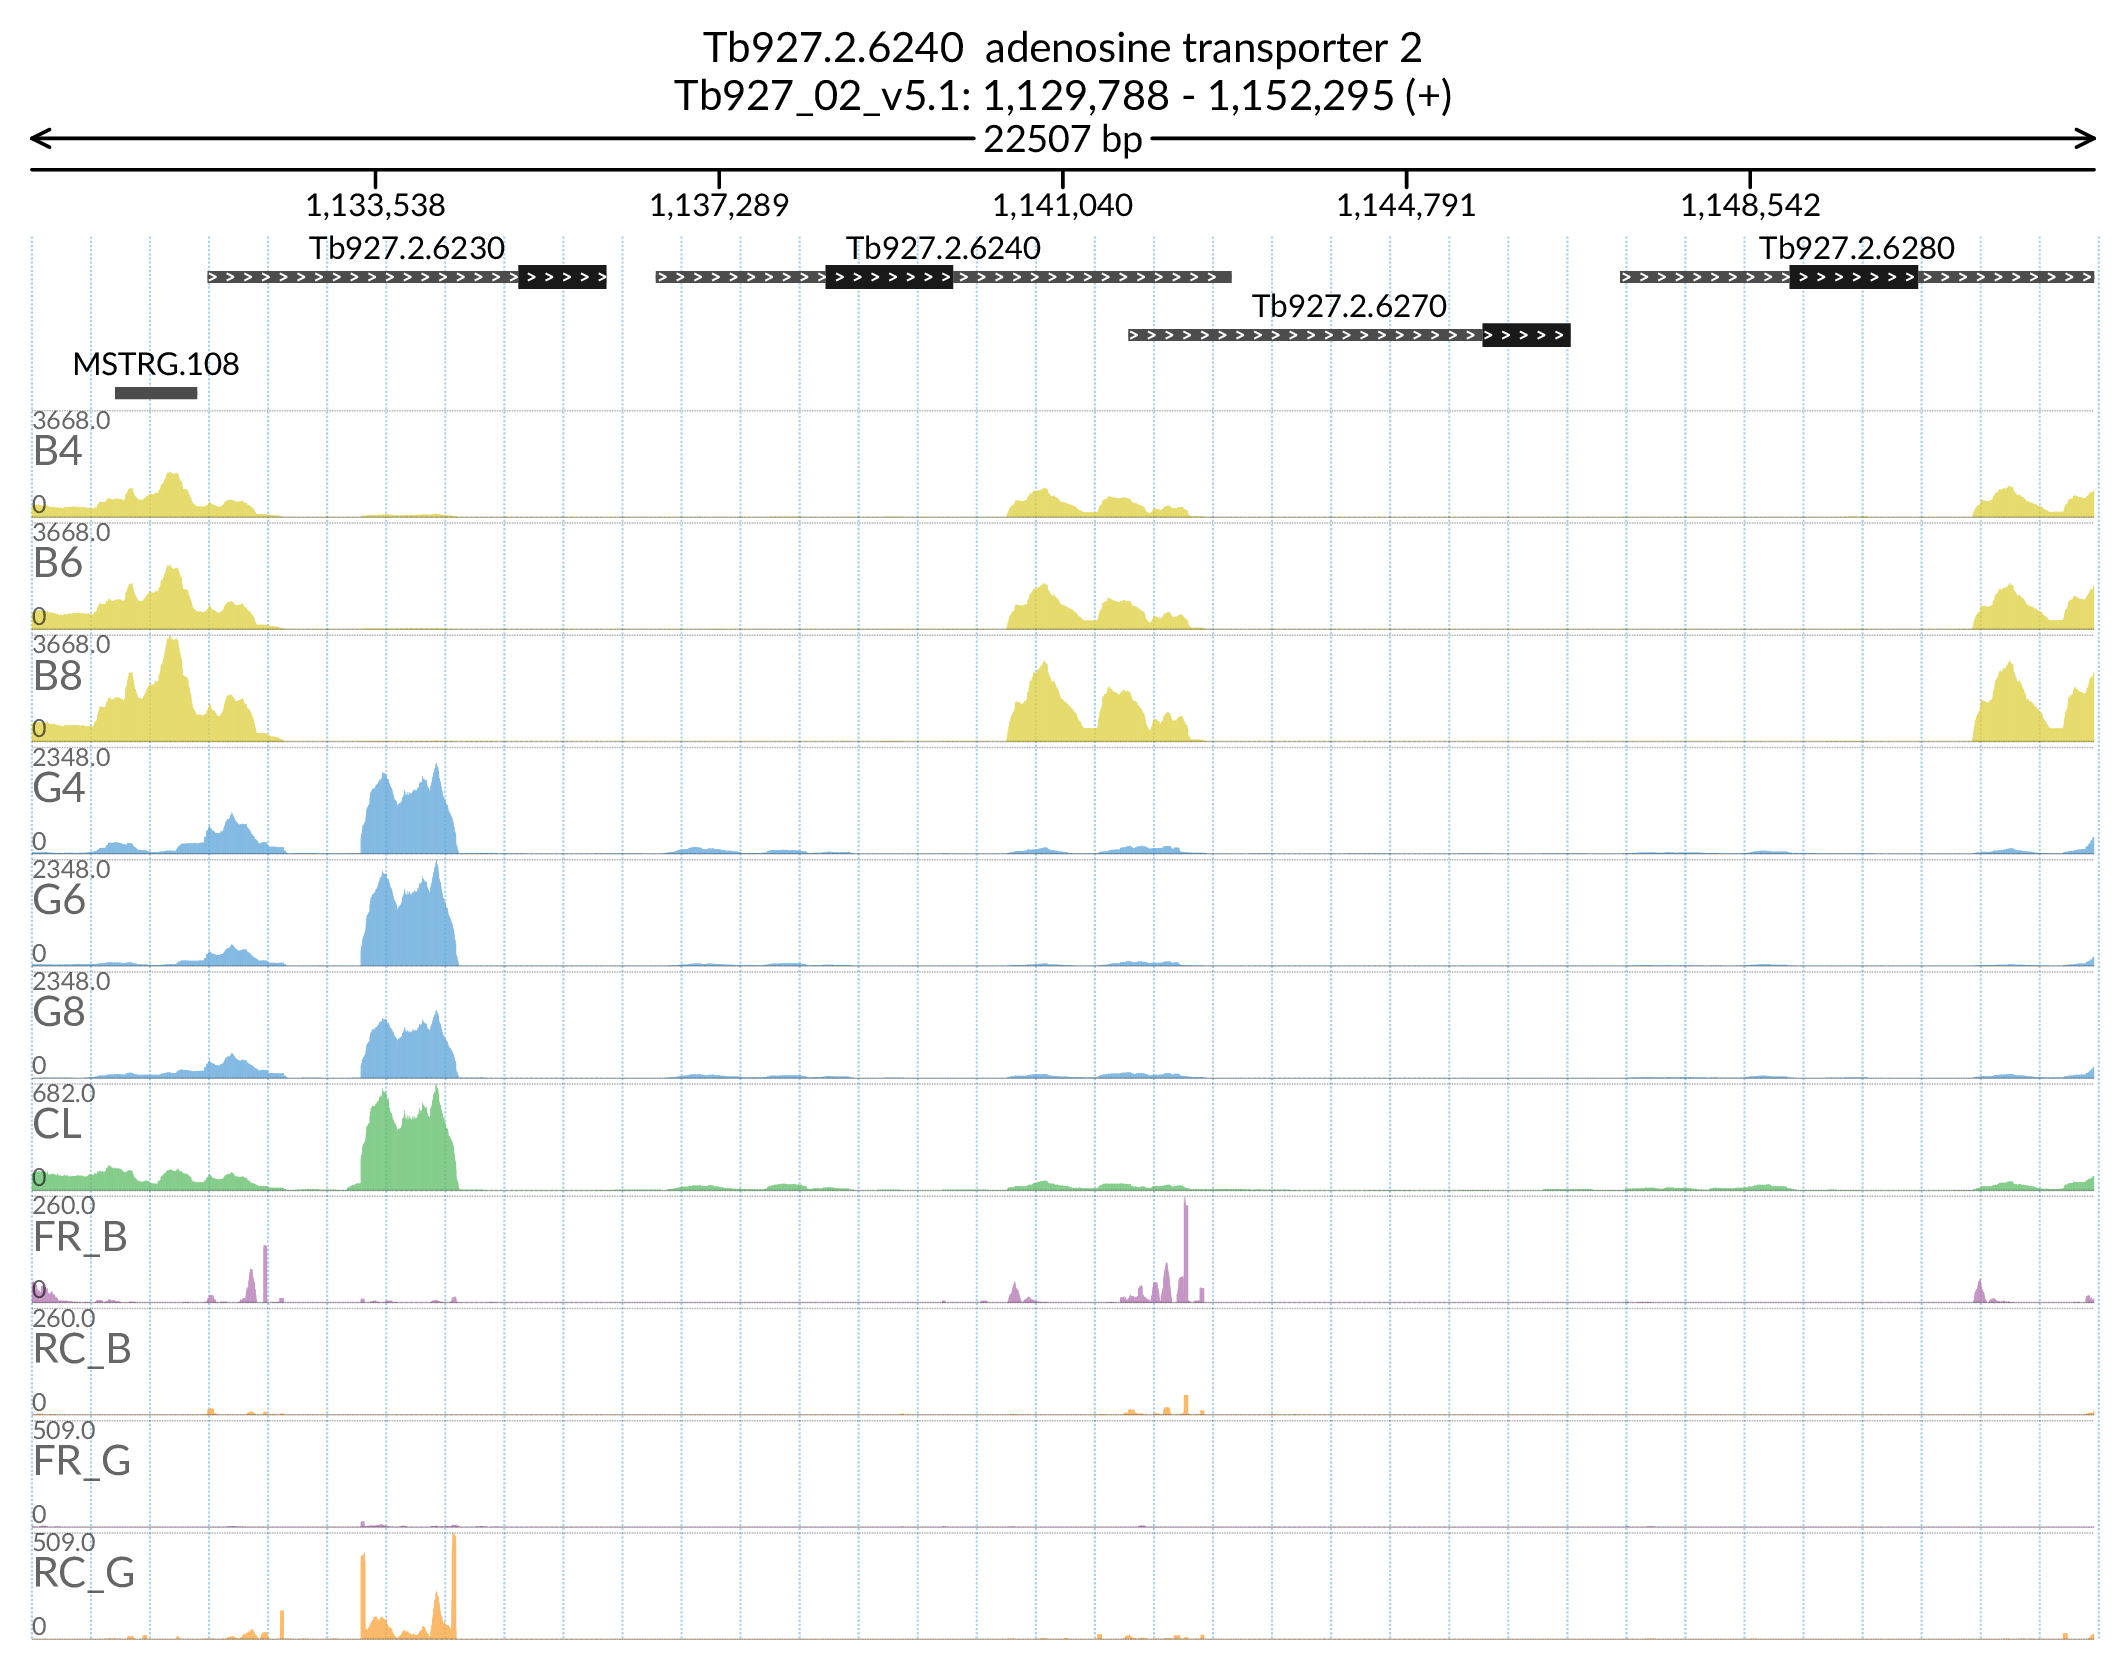 Tb927.2.6240 adenosine transporter 2
Tb927_02_v5.1: 1,129,788 - 1,152,295 (+)
22507 bp
1,133,538 1,137,289 1,141,040 1,144,791 1,148,542
Tb927.2.6230 Tb927.2.6240 Tb927.2.6280
Tb927.2.6270
MSTRG.108
3668.0
B4
0
3668.0
B6
0
3668.0
B8
0
2348.0
G4
0
2348.0
G6
0
2348.0
G8
0
682.0
CL
0
260.0
FR_B
0
260.0
RC_B
0
509.0
FR_G
0
509.0
RC_G
0